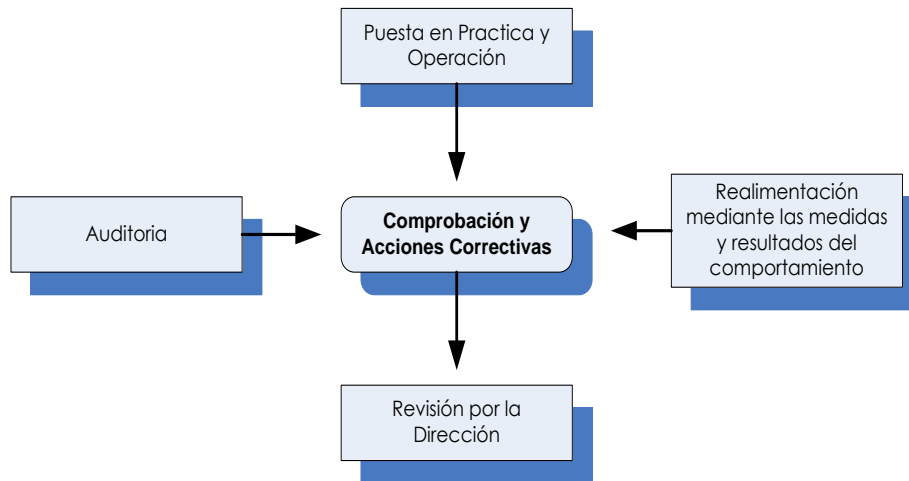 Puesta en Practica y
Operación
Auditoria
Comprobación y
Acciones Correctivas
Realimentación
mediante las medidas
y resultados del
comportamiento
Revisión por la
Dirección